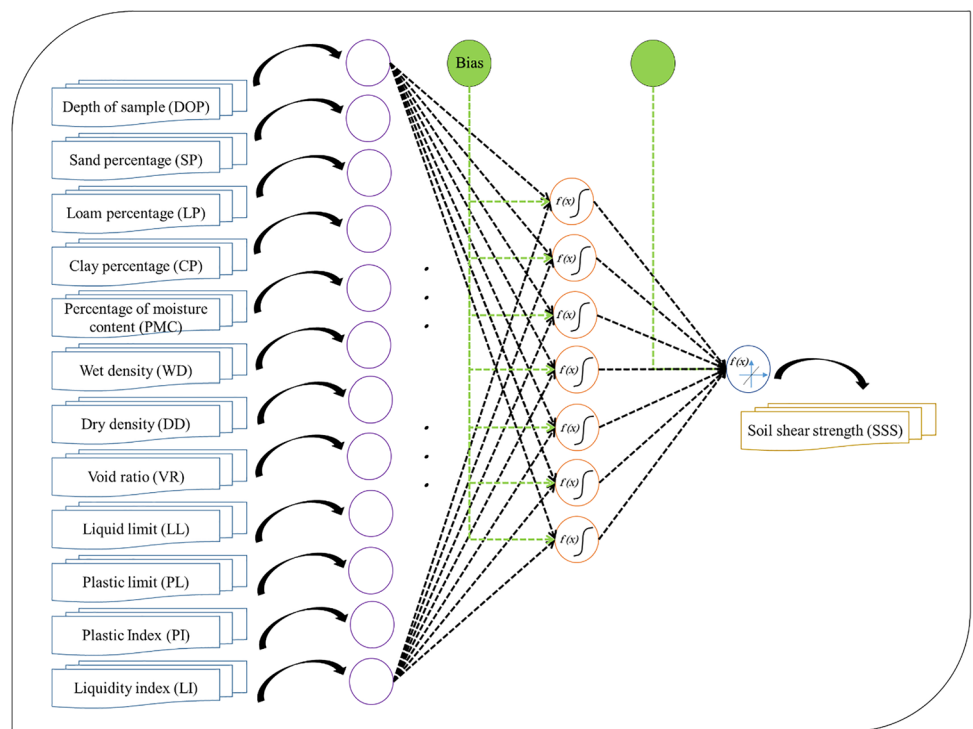 Bias
Depth of sample (DOP)
Sand percentage (SP)
Loam percentage (LP)
Clay percentage (CP)
Percentage of moisture
content (PMC)
Wet density (WD)
Dry density (DD)
Void ratio (VR)
Liquid limit (LL)
Plastic limit (PL)
Plastic Index (PI)
Liquidity index (LI)
f(x)
f(x)
f(x)
f(x)
f(x)
f(x)
f(x)
f(x)
Soil shear strength (SSS)